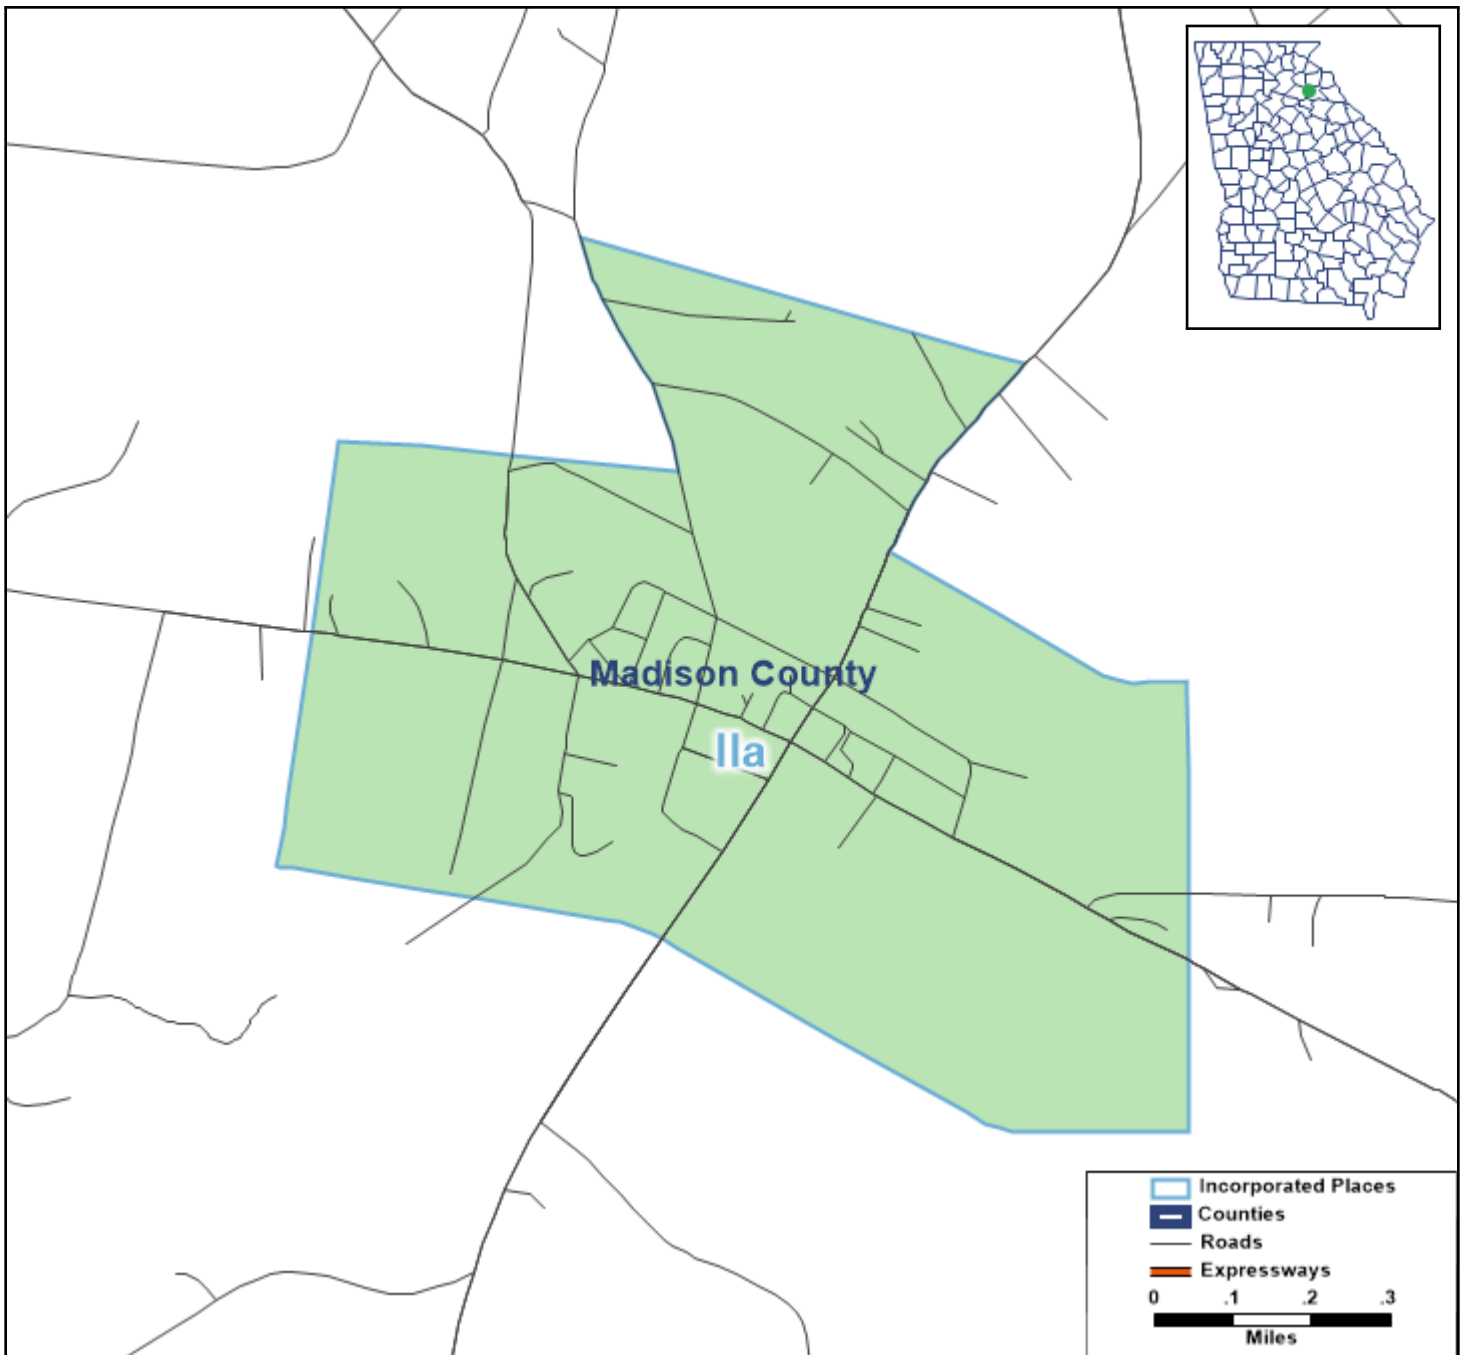 Madison County
Ila
Incorporated Places
Counties
Roads
Expressways
0 .1 .2 .3
Miles